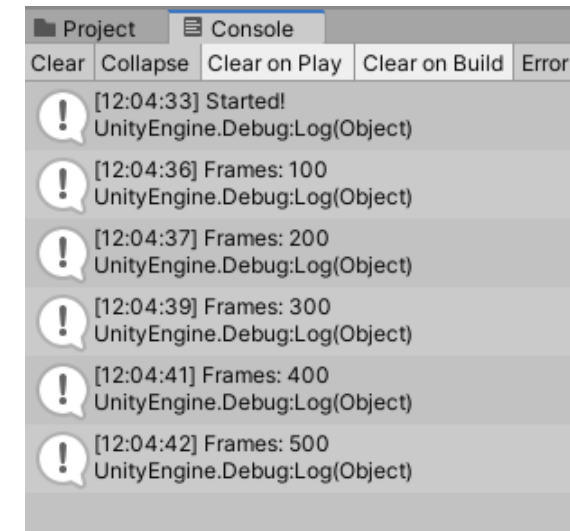 Project Console
Clear Collapse Clear on Play Clear on Build Error
[12:04:33] Started!
UnityEngine.Debug:Log(Object)
[12:04:36] Frames: 100
UnityEngine.Debug:Log(Object)
[12:04:37] Frames: 200
UnityEngine.Debug:Log(Object)
[12:04:39] Frames: 300
UnityEngine.Debug:Log(Object)
[12:04:41] Frames: 400
UnityEngine.Debug:Log(Object)
[12:04:42] Frames: 500
UnityEngine.Debug:Log(Object)